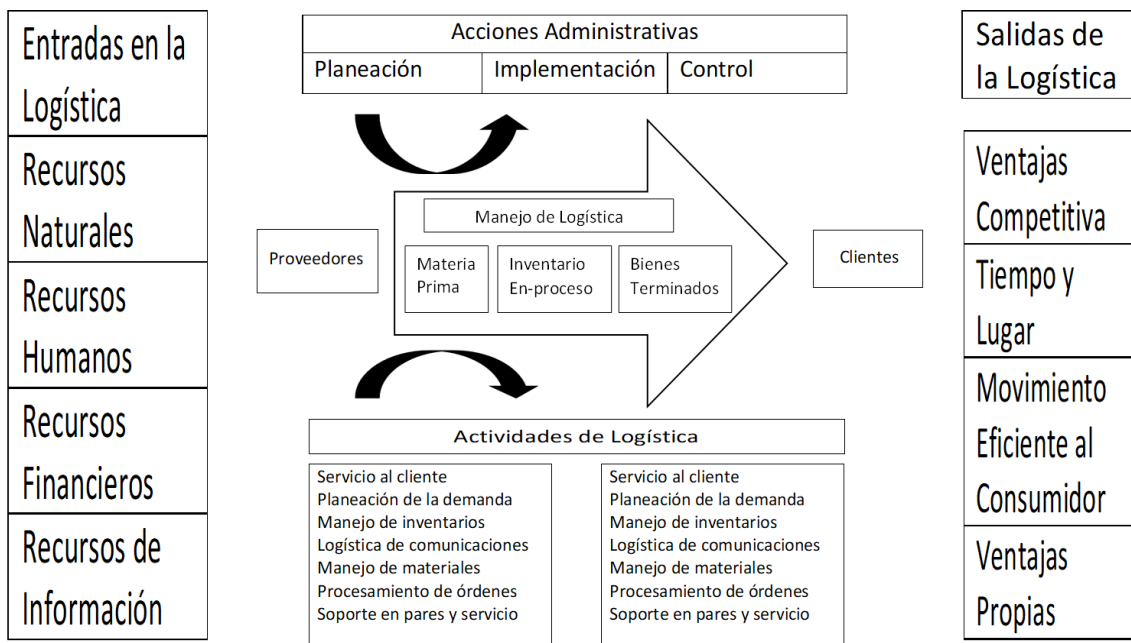 Entradas en la
Logística
Recursos
Naturales
Recursos
Humanos
Recursos
Financieros
Recursos de
Información
Acciones Administrativas
Planeación
Implementación
Control
Proveedores
Manejo de Logística
Materia
Prima
Inventario
En-proceso
Bienes
Terminados
Clientes
Actividades de Logística
Servicio al cliente
Planeación de la demanda
Manejo de inventarios
Logística de comunicaciones
Manejo de materiales
Procesamiento de órdenes
Soporte en pares y servicio
Servicio al cliente
Planeación de la demanda
Manejo de inventarios
Logística de comunicaciones
Manejo de materiales
Procesamiento de órdenes
Soporte en pares y servicio
Salidas de
la Logística
Ventajas
Competitiva
Tiempo y
Lugar
Movimiento
Eficiente al
Consumidor
Ventajas
Propias